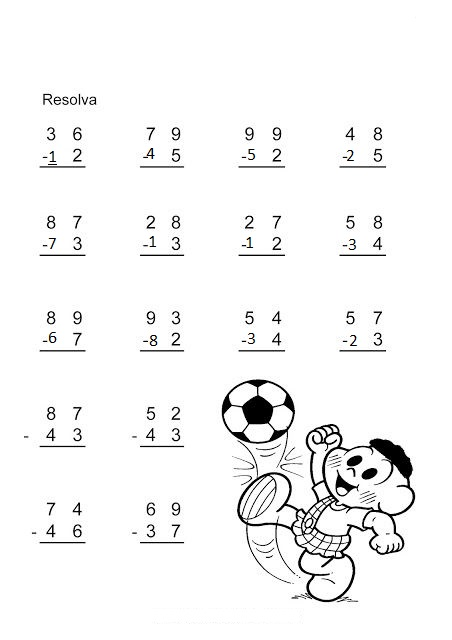 Resolva
3 6 7 9 9 9 4 8
-1 2 -4 5 -5 2 -2 5
8 7 2 8 2 7 5 8
-7 3 -1 3 -1 2 -3 4
8 9 9 3 5 4 5 7
-6 7 -8 2 -3 4 -2 3
8 7 5 2
- 4 3 - 4 3
7 4 6 9
- 4 6 - 3 7